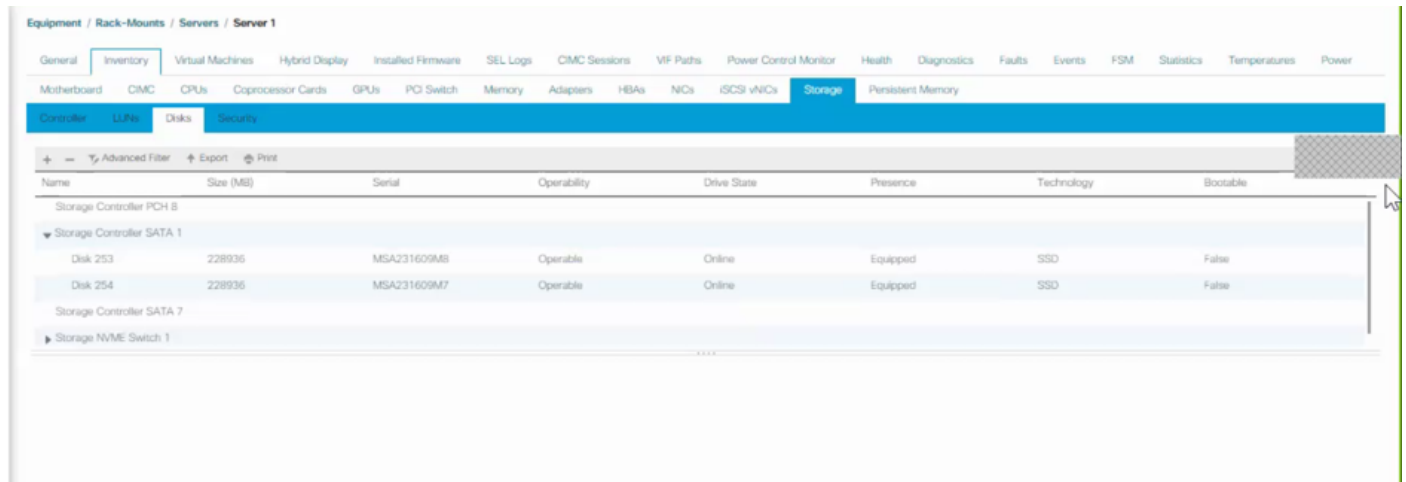 Equipment / Rack-Mounts / Servers / Server 1
General Inventory Virtual Machines Hybrid Display Installed Firmware SEL Logs CIMC Sessions VIF Paths Power Control Monitor Health Diagnostics Faults Events FSM Statistics Temperatures Power
Motherboard CIMC CPUs Coprocessor Cards GPUs PCI Switch Memory Adapters HBAs NICs iSCSI vNICs Storage Persistent Memory
Controller LUNs Disks Security
+ − Advanced Filter Export Print
Name Size (MB) Serial Operability Drive State Presence Technology Bootable
Storage Controller PCH 8
Storage Controller SATA 1
Disk 253 228936 MSA231609M8 Operable Online Equipped SSD False
Disk 254 228936 MSA231609M7 Operable Online Equipped SSD False
Storage Controller SATA 7
Storage NVME Switch 1